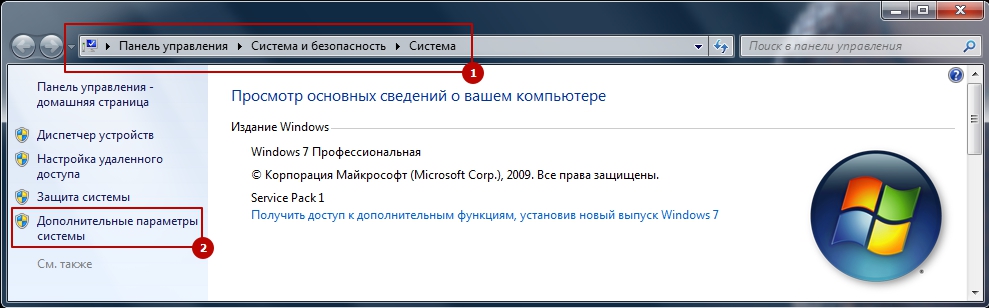 Панель управления ▸ Система и безопасность ▸ Система
Поиск в панели управления
1
Панель управления -
домашняя страница
Диспетчер устройств
Настройка удаленного
доступа
Защита системы
Дополнительные параметры
системы
2
См. также
Просмотр основных сведений о вашем компьютере
Издание Windows
Windows 7 Профессиональная
© Корпорация Майкрософт (Microsoft Corp.), 2009. Все права защищены.
Service Pack 1
Получить доступ к дополнительным функциям, установив новый выпуск Windows 7